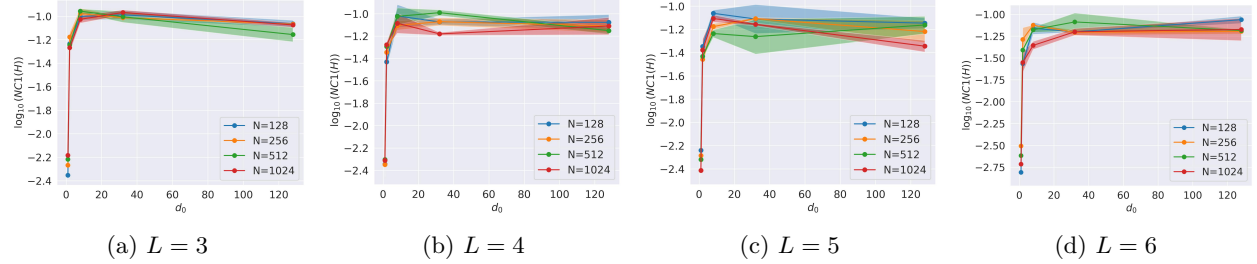 log₁₀(NC1(H))
−1.0
−1.2
−1.4
−1.6
−1.8
−2.0
−2.2
−2.4
N=128
N=256
N=512
N=1024
0 20 40 60 80 100 120
d₀
(a) L = 3
log₁₀(NC1(H))
−1.0
−1.2
−1.4
−1.6
−1.8
−2.0
−2.2
−2.4
N=128
N=256
N=512
N=1024
0 20 40 60 80 100 120
d₀
(b) L = 4
log₁₀(NC1(H))
−1.0
−1.2
−1.4
−1.6
−1.8
−2.0
−2.2
−2.4
N=128
N=256
N=512
N=1024
0 20 40 60 80 100 120
d₀
(c) L = 5
log₁₀(NC1(H))
−1.00
−1.25
−1.50
−1.75
−2.00
−2.25
−2.50
−2.75
N=128
N=256
N=512
N=1024
0 20 40 60 80 100 120
d₀
(d) L = 6